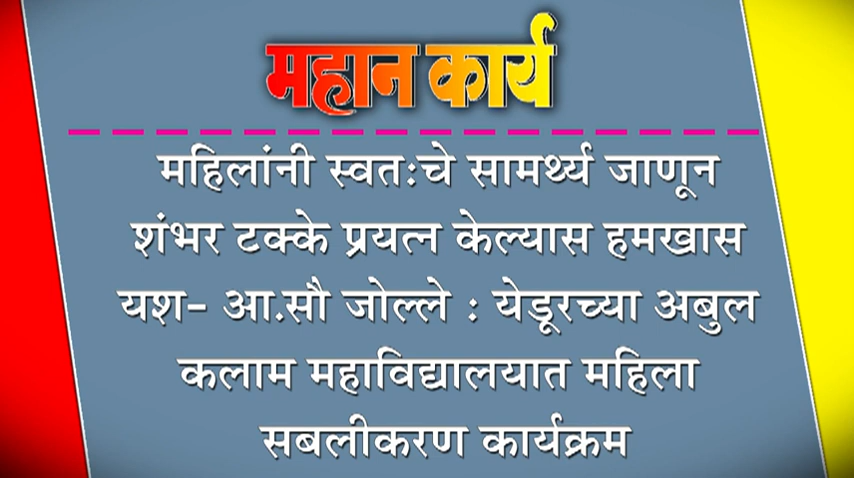 महान कार्य
महिलांनी स्वतःचे सामर्थ्य जाणून
शंभर टक्के प्रयत्न केल्यास हमखास
यश- आ.सौ जोल्ले : येडूरच्या अबुल
कलाम महाविद्यालयात महिला
सबलीकरण कार्यक्रम